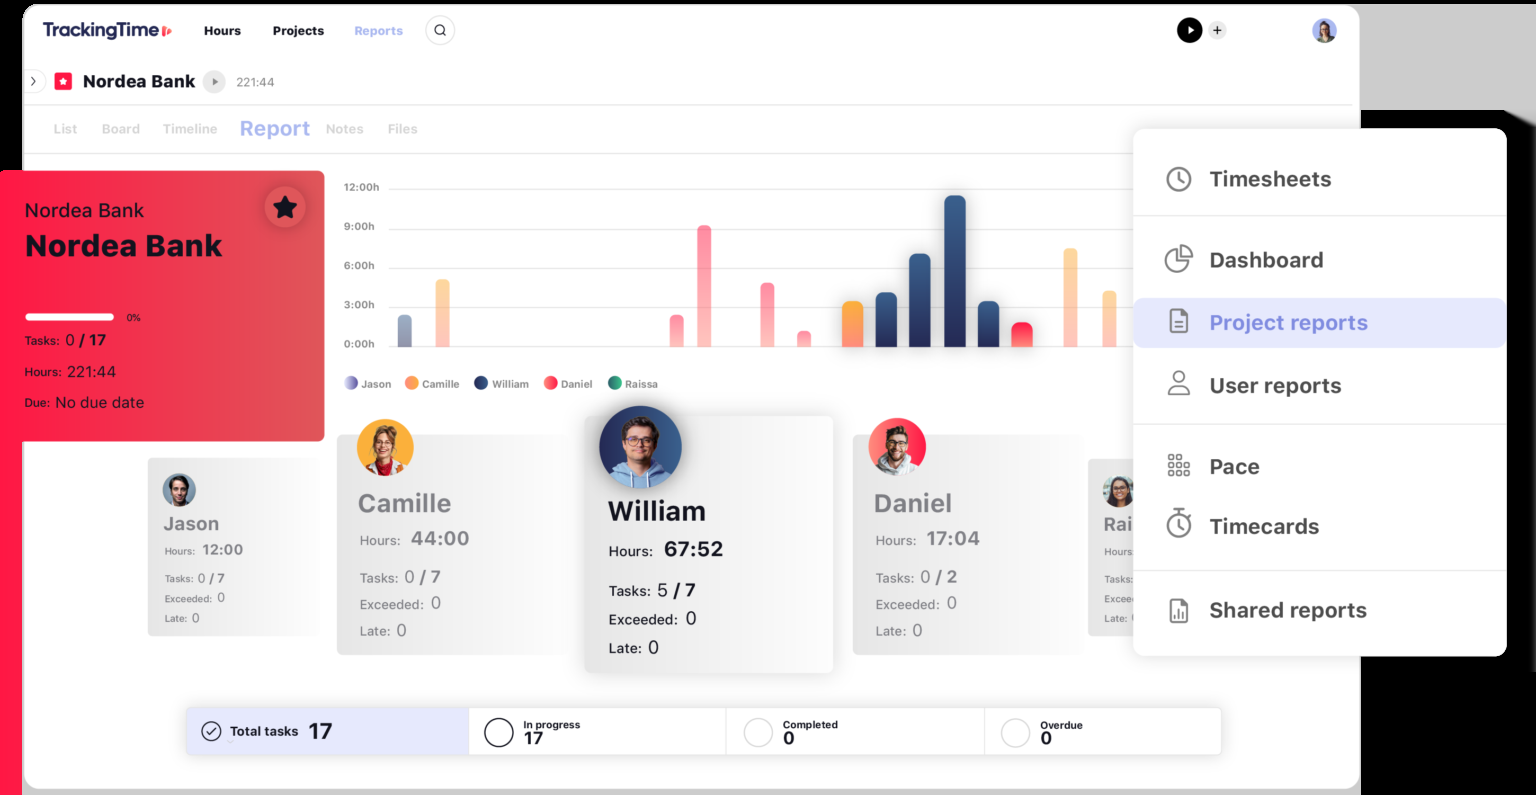 TrackingTime
Hours Projects Reports
Nordea Bank 221:44
List Board Timeline Report Notes Files
Nordea Bank
Nordea Bank
0%
Tasks: 0 / 17
Hours: 221:44
Due: No due date
12:00h
9:00h
6:00h
3:00h
0:00h
Jason Camille William Daniel Raissa
Jason
Hours: 12:00
Tasks: 0 / 7
Exceeded: 0
Late: 0
Camille
Hours: 44:00
Tasks: 0 / 7
Exceeded: 0
Late: 0
William
Hours: 67:52
Tasks: 5 / 7
Exceeded: 0
Late: 0
Daniel
Hours: 17:04
Tasks: 0 / 2
Exceeded: 0
Late: 0
Rai
Hours
Tasks:
Excee
Late:
Timesheets
Dashboard
Project reports
User reports
Pace
Timecards
Shared reports
Total tasks 17
In progress
17
Completed
0
Overdue
0